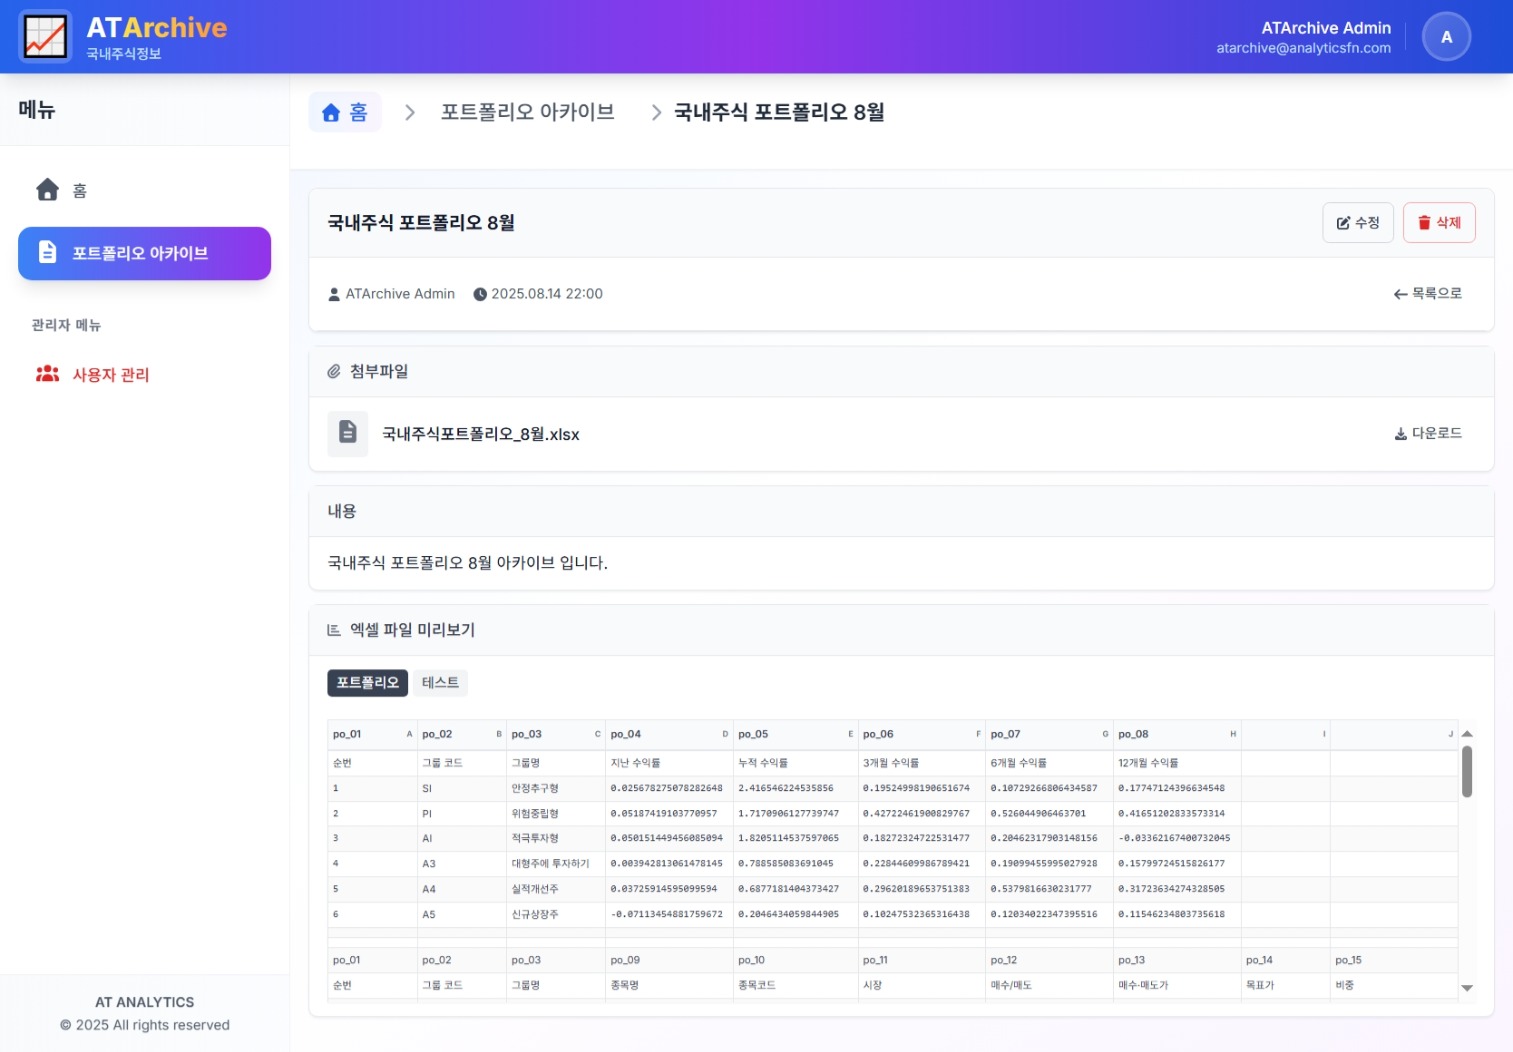 ATArchive
국내주식정보
ATArchive Admin
atarchive@analyticsfn.com
A
메뉴
홈
포트폴리오 아카이브
관리자 메뉴
사용자 관리
AT ANALYTICS
© 2025 All rights reserved
홈 > 포트폴리오 아카이브 > 국내주식 포트폴리오 8월
국내주식 포트폴리오 8월
수정 삭제
ATArchive Admin 2025.08.14 22:00
목록으로
첨부파일
국내주식포트폴리오_8월.xlsx
다운로드
내용
국내주식 포트폴리오 8월 아카이브 입니다.
엑셀 파일 미리보기
포트폴리오 테스트
po_01 A po_02 B po_03 C po_04 D po_05 E po_06 F po_07 G po_08 H I J
순번 그룹 코드 그룹명 지난 수익률 누적 수익률 3개월 수익률 6개월 수익률 12개월 수익률
1 SI 안정추구형 0.025678275078282648 2.416546224535856 0.19524998190651674 0.10729266806434587 0.17747124396634548
2 PI 위험중립형 0.05187419103770957 1.7170906127739747 0.42722461900829767 0.526044906463701 0.41651202833573314
3 AI 적극투자형 0.050151449456085094 1.8205114537597065 0.18272324722531477 0.20462317903148156 -0.03362167400732045
4 A3 대형주에 투자하기 0.003942813061478145 0.788585083691045 0.22844609986789421 0.19099455995027928 0.15799724515826177
5 A4 실적개선주 0.03725914595099594 0.6877181404373427 0.29620189653751383 0.5379816630231777 0.31723634274328505
6 A5 신규상장주 -0.07113454881759672 0.2046434059844905 0.10247532365316438 0.12034022347395516 0.11546234803735618
po_01 po_02 po_03 po_09 po_10 po_11 po_12 po_13 po_14 po_15
순번 그룹 코드 그룹명 종목명 종목코드 시장 매수/매도 매수·매도가 목표가 비중